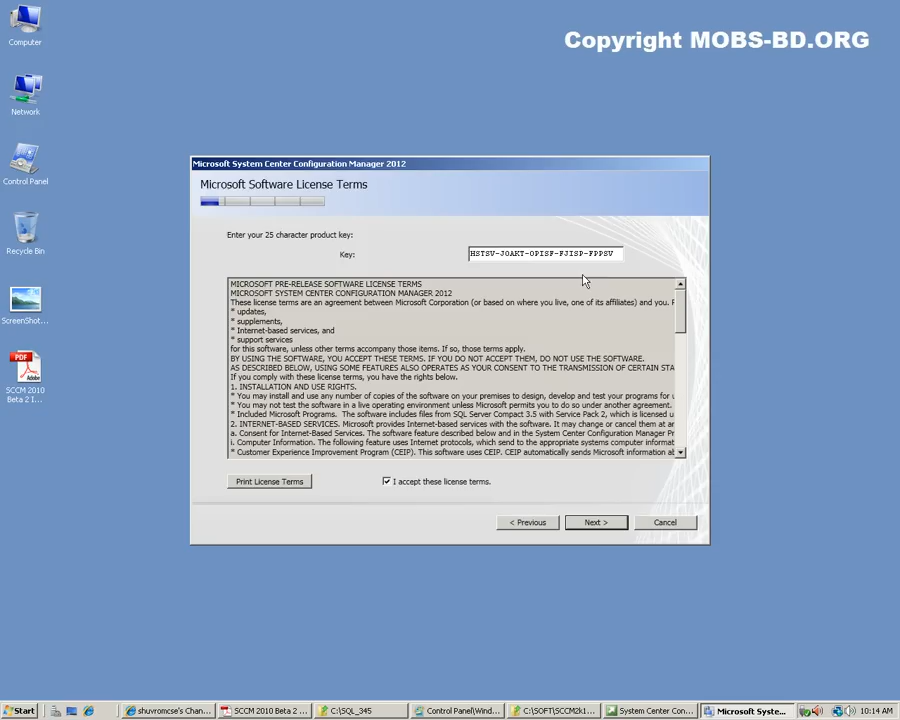 Copyright MOBS-BD.ORG
Computer
Network
Control Panel
Recycle Bin
ScreenShot...
PDF
Adobe
SCCM 2010
Beta 2 I...
Microsoft System Center Configuration Manager 2012
Microsoft Software License Terms
Enter your 25 character product key:
Key:
HSTSV-JOAKT-OPISF-FJISP-FPPSV
MICROSOFT PRE-RELEASE SOFTWARE LICENSE TERMS
MICROSOFT SYSTEM CENTER CONFIGURATION MANAGER 2012
These license terms are an agreement between Microsoft Corporation (or based on where you live, one of its affiliates) and you. P
* updates,
* supplements,
* Internet-based services, and
* support services
for this software, unless other terms accompany those items. If so, those terms apply.
BY USING THE SOFTWARE, YOU ACCEPT THESE TERMS. IF YOU DO NOT ACCEPT THEM, DO NOT USE THE SOFTWARE.
AS DESCRIBED BELOW, USING SOME FEATURES ALSO OPERATES AS YOUR CONSENT TO THE TRANSMISSION OF CERTAIN STA
If you comply with these license terms, you have the rights below.
1. INSTALLATION AND USE RIGHTS.
* You may install and use any number of copies of the software on your premises to design, develop and test your programs for u
* You may not test the software in a live operating environment unless Microsoft permits you to do so under another agreement.
* Included Microsoft Programs. The software includes files from SQL Server Compact 3.5 with Service Pack 2, which is licensed u
2. INTERNET-BASED SERVICES. Microsoft provides Internet-based services with the software. It may change or cancel them at an
a. Consent for Internet-Based Services. The software feature described below and in the System Center Configuration Manager Pr
i. Computer Information. The following feature uses Internet protocols, which send to the appropriate systems computer informat
* Customer Experience Improvement Program (CEIP). This software uses CEIP. CEIP automatically sends Microsoft information ab
Print License Terms
I accept these license terms.
< Previous
Next >
Cancel
Start
shuvromcse's Chan...
SCCM 2010 Beta 2 ...
C:\SQL_345
Control Panel\Wind...
C:\SOFT\SCCM2k1...
System Center Con...
Microsoft Syste...
10:14 AM